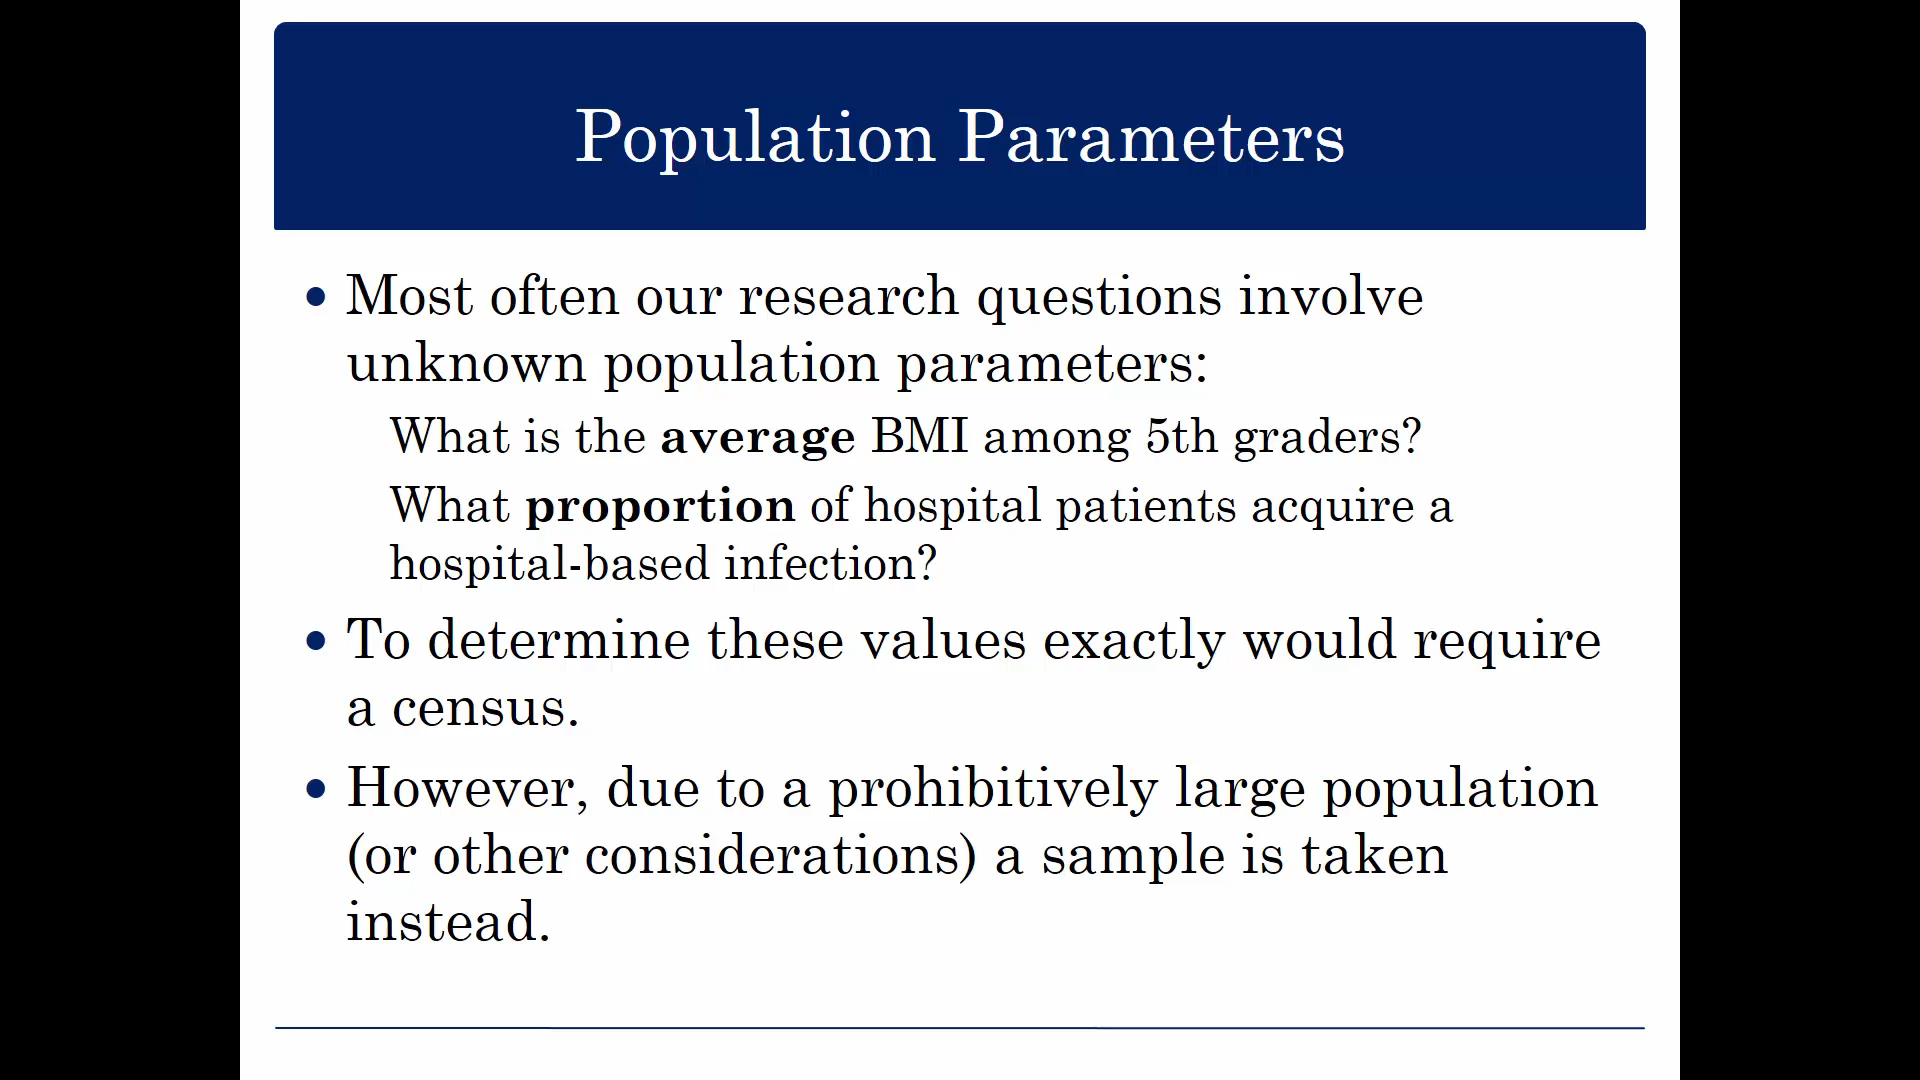 Population Parameters
• Most often our research questions involve
unknown population parameters:
What is the average BMI among 5th graders?
What proportion of hospital patients acquire a
hospital-based infection?
• To determine these values exactly would require
a census.
• However, due to a prohibitively large population
(or other considerations) a sample is taken
instead.